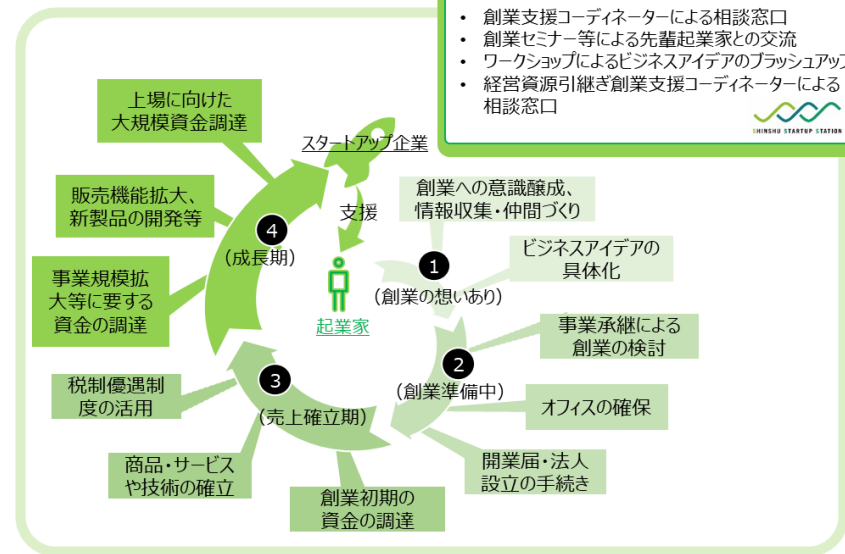 • 創業支援コーディネーターによる相談窓口
• 創業セミナー等による先輩起業家との交流
• ワークショップによるビジネスアイデアのブラッシュアップ
• 経営資源引継ぎ創業支援コーディネーターによる
相談窓口
SHINSHU STARTUP STATION
上場に向けた
大規模資金調達
スタートアップ企業
販売機能拡大、
新製品の開発等
支援
創業への意識醸成、
情報収集・仲間づくり
4
(成長期)
1
(創業の想いあり)
ビジネスアイデアの
具体化
事業規模拡
大等に要する
資金の調達
起業家
事業承継による
創業の検討
2
(創業準備中)
税制優遇制
度の活用
3
(売上確立期)
オフィスの確保
商品・サービス
や技術の確立
開業届・法人
設立の手続き
創業初期の
資金の調達